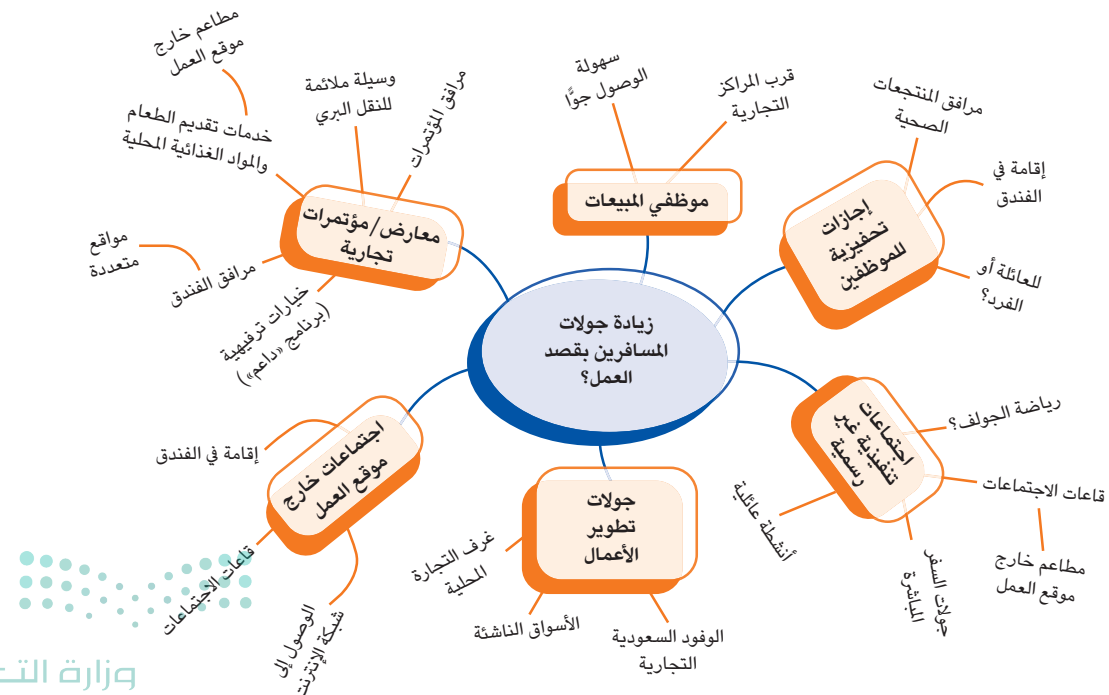 زيادة جولات
المسافرين بقصد
العمل؟
موظفي المبيعات
سهولة
الوصول جوًّا
قرب المراكز
التجارية
إجازات
تحفيزية
للموظفين
مرافق المنتجعات
الصحية
إقامة في
الفندق
للعائلة أو
الفرد؟
اجتماعات
تنفيذية غير
رسمية
رياضة الجولف؟
قاعات الاجتماعات
مطاعم خارج
موقع العمل
جولات السفر
المباشرة
أنشطة عائلية
جولات
تطوير
الأعمال
الوفود السعودية
التجارية
الأسواق الناشئة
غرف التجارة
المحلية
اجتماعات خارج
موقع العمل
إقامة في الفندق
قاعات الاجتماعات
الوصول إلى
شبكة الإنترنت
معارض/مؤتمرات
تجارية
مرافق المؤتمرات
وسيلة ملائمة
للنقل البري
خدمات تقديم الطعام
والمواد الغذائية المحلية
مطاعم خارج
موقع العمل
مرافق الفندق
مواقع
متعددة
خيارات ترفيهية
(برنامج «داعم»)
وزارة التع